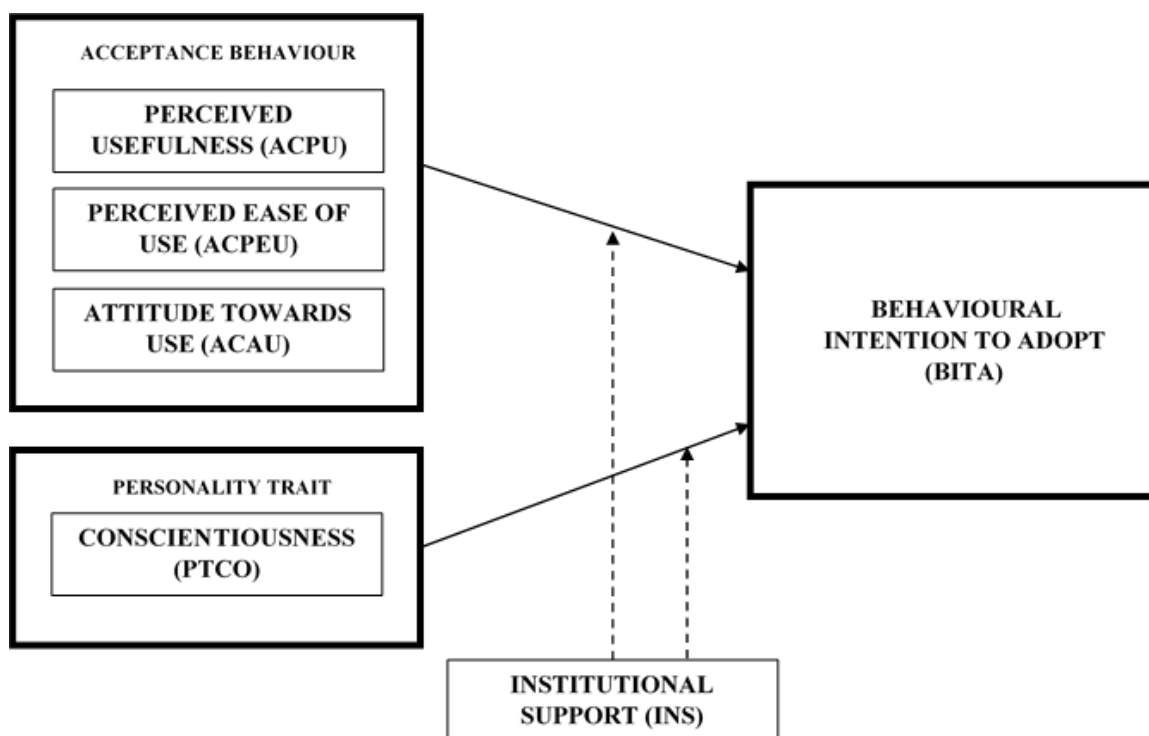 ACCEPTANCE BEHAVIOUR
PERCEIVED
USEFULNESS (ACPU)
PERCEIVED EASE OF
USE (ACPEU)
ATTITUDE TOWARDS
USE (ACAU)
PERSONALITY TRAIT
CONSCIENTIOUSNESS
(PTCO)
INSTITUTIONAL
SUPPORT (INS)
BEHAVIOURAL
INTENTION TO ADOPT
(BITA)